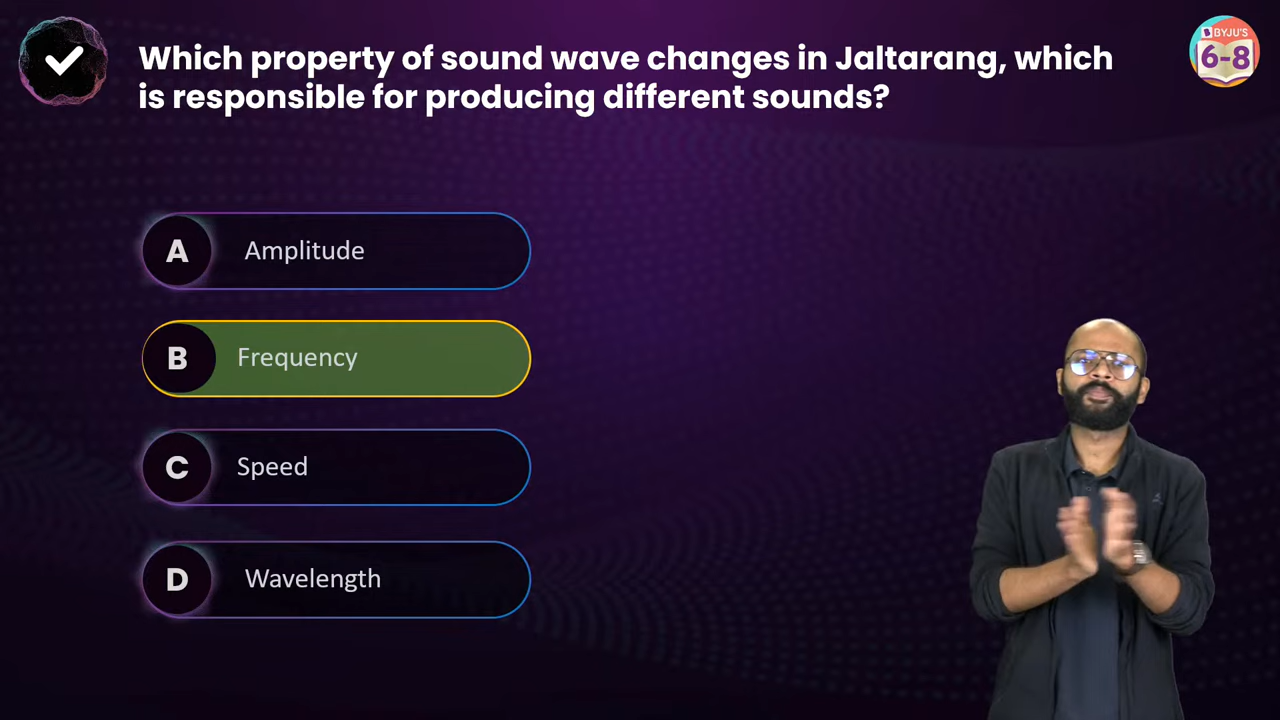 Which property of sound wave changes in Jaltarang, which
is responsible for producing different sounds?
BYJU'S
6-8
A Amplitude
B Frequency
C Speed
D Wavelength